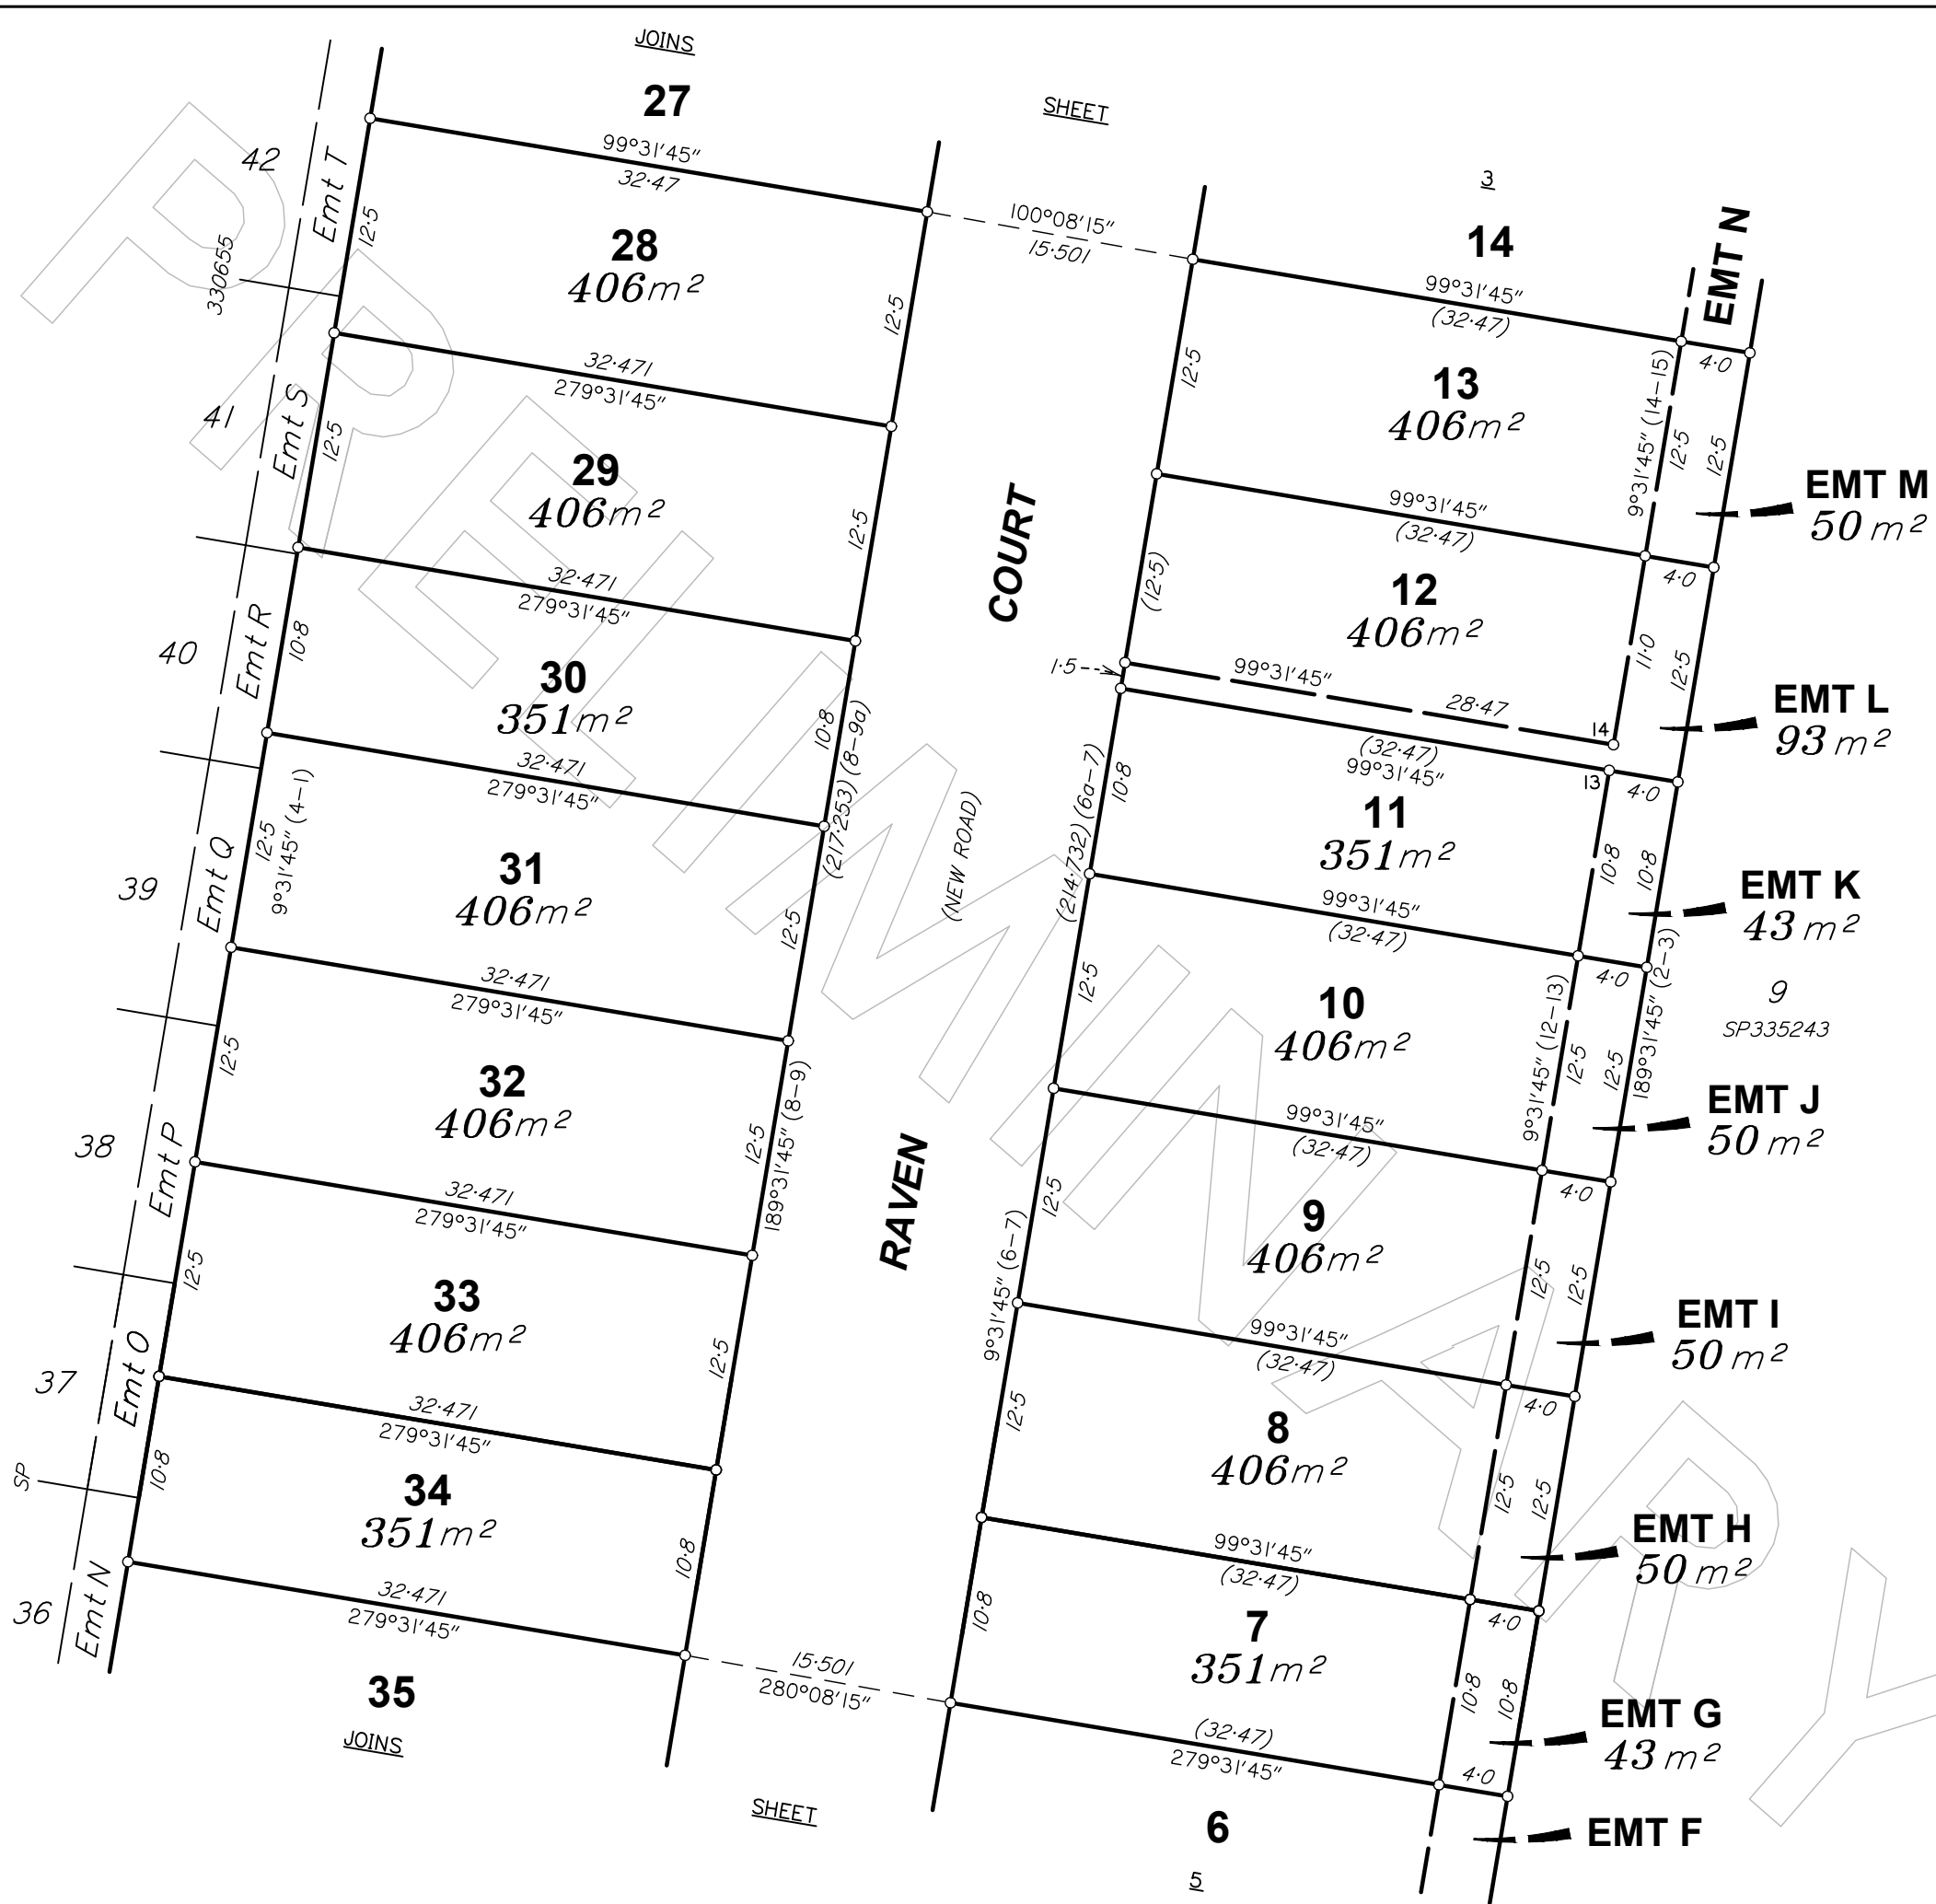 JOINS
27
SHEET
3
99°31'45"
32·47
100°08'15"
15·501
14
99°31'45"
(32·47)
EMT N
4·0
42
Emt T
330655
12·5
28
406m²
12·5
12·5
13
406m²
9°31'45" (14-15)
12·5
12·5
EMT M
50 m²
32·471
279°31'45"
41
Emt S
12·5
29
406m²
12·5
COURT
99°31'45"
(32·47)
4·0
(12·5)
12
406m²
11·0
12·5
EMT L
93 m²
32·471
279°31'45"
1·5
99°31'45"
28·47
14
40
Emt R
10·8
30
351m²
10·8
(217·253) (8-9a)
(32·47)
99°31'45"
13
4·0
(214·732) (6a-7)
10·8
11
351m²
10·8
10·8
EMT K
43 m²
32·471
279°31'45"
39
Emt Q
12·5
9°31'45" (4-1)
31
406m²
12·5
(NEW ROAD)
99°31'45"
(32·47)
4·0
189°31'45" (2-3)
9
SP335243
12·5
10
406m²
9°31'45" (12-13)
12·5
12·5
EMT J
50 m²
32·471
279°31'45"
38
Emt P
12·5
32
406m²
12·5
189°31'45" (8-9)
RAVEN
99°31'45"
(32·47)
4·0
12·5
9
406m²
12·5
12·5
EMT I
50 m²
32·471
279°31'45"
12·5
33
406m²
12·5
9°31'45" (6-7)
99°31'45"
(32·47)
4·0
37
Emt O
12·5
8
406m²
12·5
12·5
EMT H
50 m²
32·471
279°31'45"
SP
10·8
34
351m²
10·8
99°31'45"
(32·47)
4·0
10·8
7
351m²
10·8
10·8
EMT G
43 m²
36
Emt N
32·471
279°31'45"
15·501
280°08'15"
(32·47)
279°31'45"
4·0
35
JOINS
SHEET
6
5
EMT F
PRELIMINARY